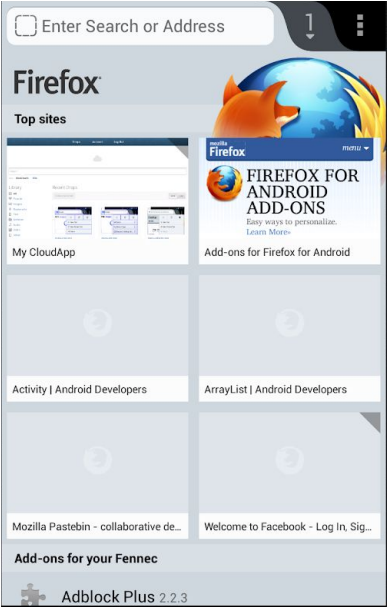 Enter Search or Address
1
Firefox
Top sites
mozilla
Firefox
menu
FIREFOX FOR
ANDROID
ADD-ONS
Easy ways to personalize.
Learn More»
My CloudApp
Add-ons for Firefox for Android
Activity | Android Developers
ArrayList | Android Developers
Mozilla Pastebin - collaborative de...
Welcome to Facebook - Log In, Sig...
Add-ons for your Fennec
Adblock Plus 2.2.3